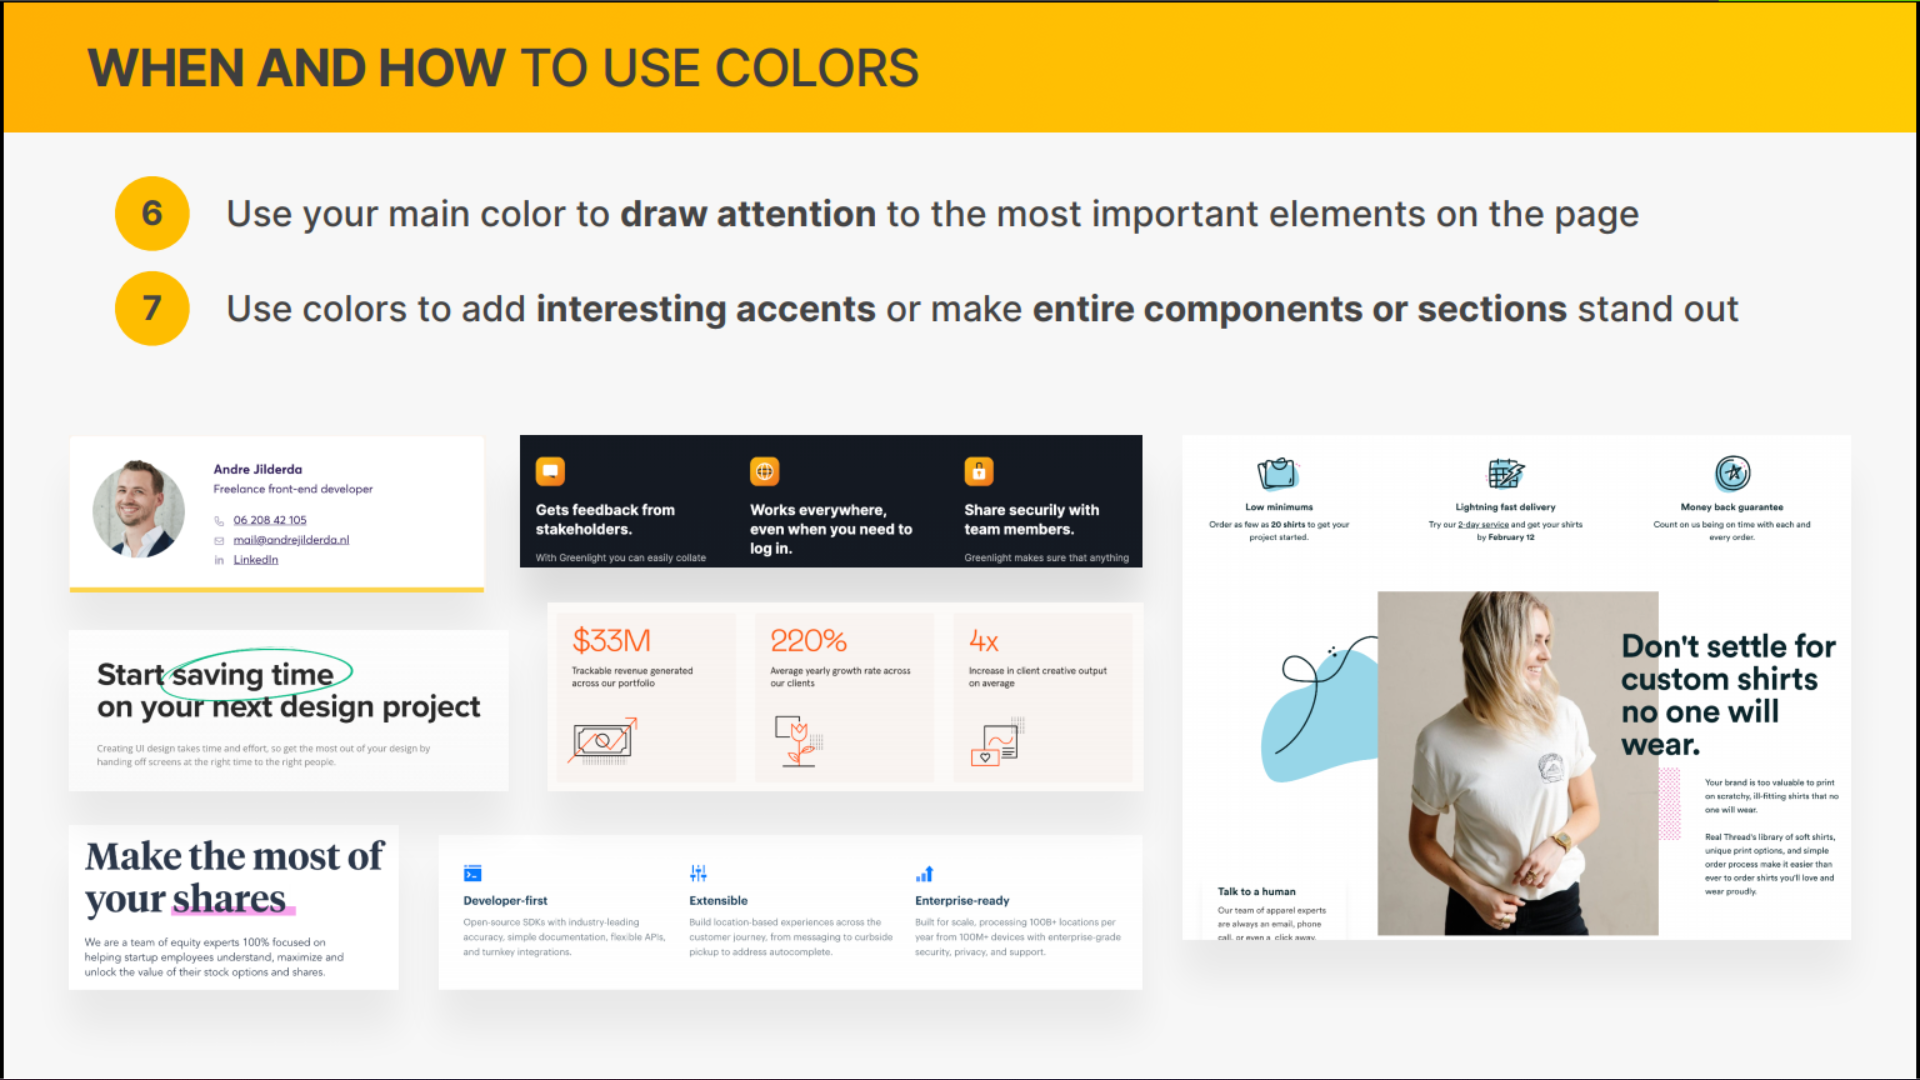 WHEN AND HOW TO USE COLORS
6
Use your main color to draw attention to the most important elements on the page
7
Use colors to add interesting accents or make entire components or sections stand out
Andre Jilderda
Freelance front-end developer
06 208 42 105
mail@andrejilderda.nl
in LinkedIn
Start saving time
on your next design project
Creating UI design takes time and effort, so get the most out of your design by
handing off screens at the right time to the right people.
Make the most of
your shares
We are a team of equity experts 100% focused on
helping startup employees understand, maximize and
unlock the value of their stock options and shares.
Gets feedback from
stakeholders.
With Greenlight you can easily collate
Works everywhere,
even when you need to
log in.
Share securily with
team members.
Greenlight makes sure that anything
$33M
Trackable revenue generated
across our portfolio
220%
Average yearly growth rate across
our clients
4x
Increase in client creative output
on average
Developer-first
Open-source SDKs with industry-leading
accuracy, simple documentation, flexible APIs,
and turnkey integrations.
Extensible
Build location-based experiences across the
customer journey, from messaging to curbside
pickup to address autocomplete.
Enterprise-ready
Built for scale, processing 100B+ locations per
year from 100M+ devices with enterprise-grade
security, privacy, and support.
Low minimums
Order as few as 20 shirts to get your
project started.
Lightning fast delivery
Try our 2-day service and get your shirts
by February 12
Money back guarantee
Count on us being on time with each and
every order.
Don't settle for
custom shirts
no one will
wear.
Your brand is too valuable to print
on scratchy, ill-fitting shirts that no
one will wear.
Real Thread's library of soft shirts,
unique print options, and simple
order process make it easier than
ever to order shirts you'll love and
wear proudly.
Talk to a human
Our team of apparel experts
are always an email, phone
call, or even a click away.